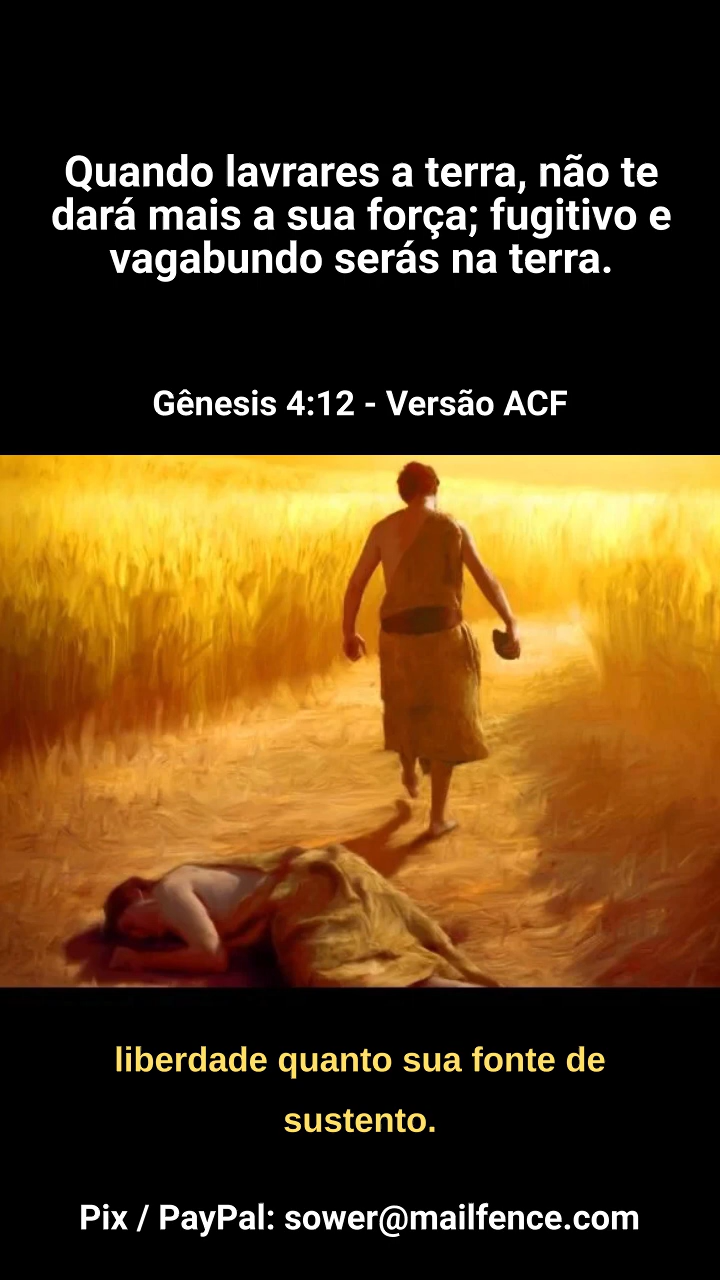 Quando lavrares a terra, não te
dará mais a sua força; fugitivo e
vagabundo serás na terra.
Gênesis 4:12 - Versão ACF
liberdade quanto sua fonte de
sustento.
Pix / PayPal: sower@mailfence.com